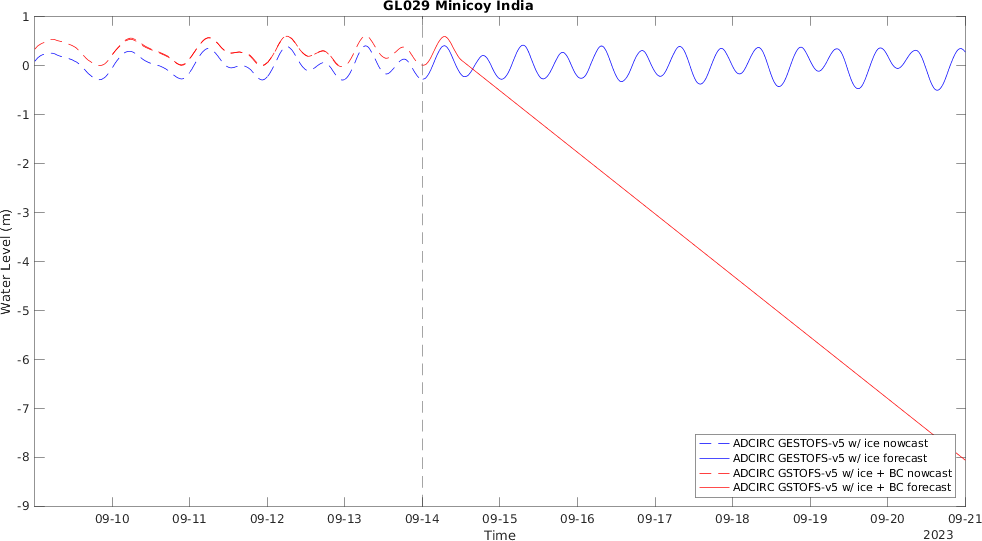 GL029 Minicoy India
1
0
-1
-2
-3
-4
-5
-6
-7
-8
-9
Water Level (m)
ADCIRC GESTOFS-v5 w/ ice nowcast
ADCIRC GESTOFS-v5 w/ ice forecast
ADCIRC GSTOFS-v5 w/ ice + BC nowcast
ADCIRC GSTOFS-v5 w/ ice + BC forecast
09-10 09-11 09-12 09-13 09-14 09-15 09-16 09-17 09-18 09-19 09-20 09-21
Time
2023